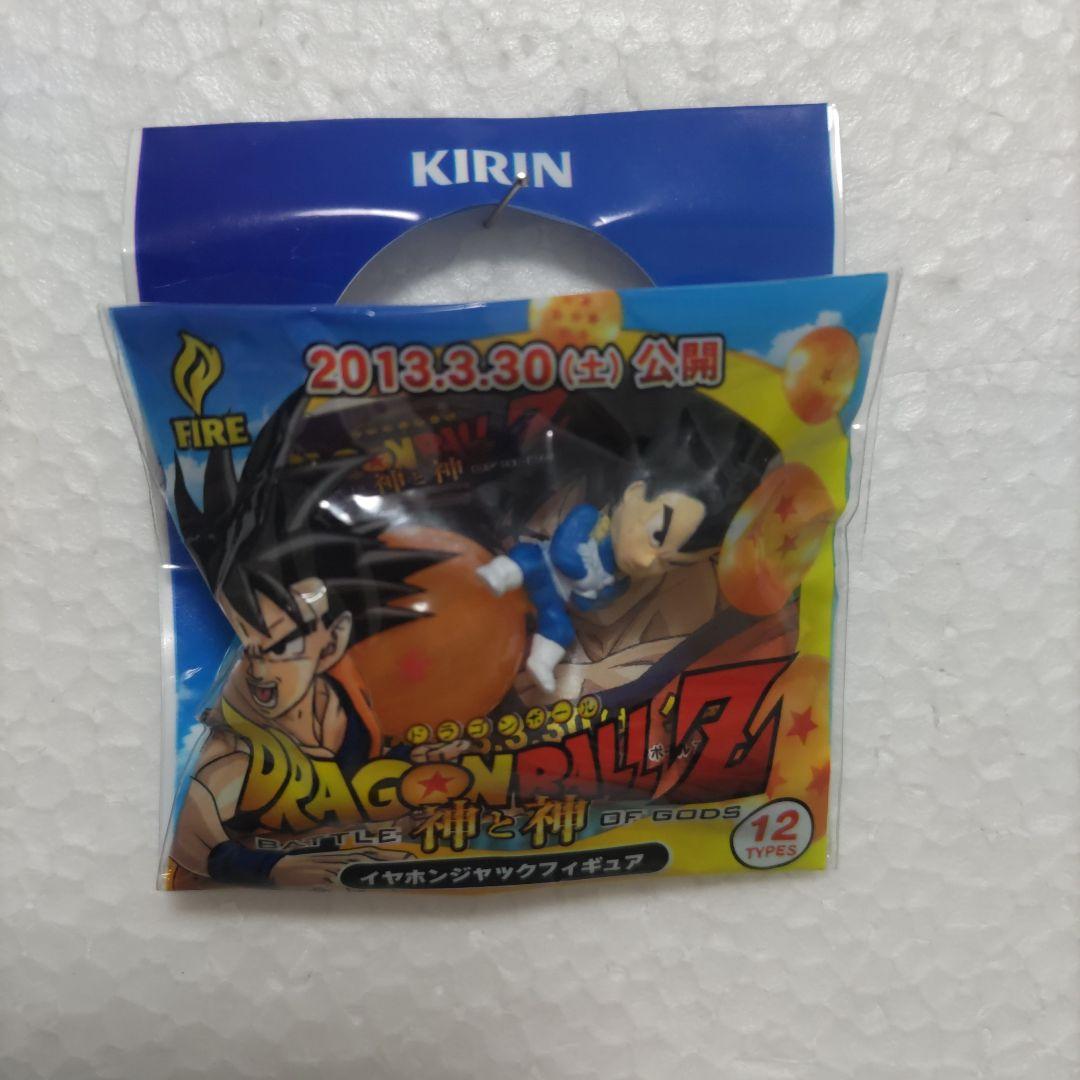 KIRIN
FIRE
2013.3.30(土) 公開
BALL Z
神と神
ドラゴンボール
DRAGON BALL Z
BATTLE 神と神 OF GODS
12
TYPES
イヤホンジャックフィギュア